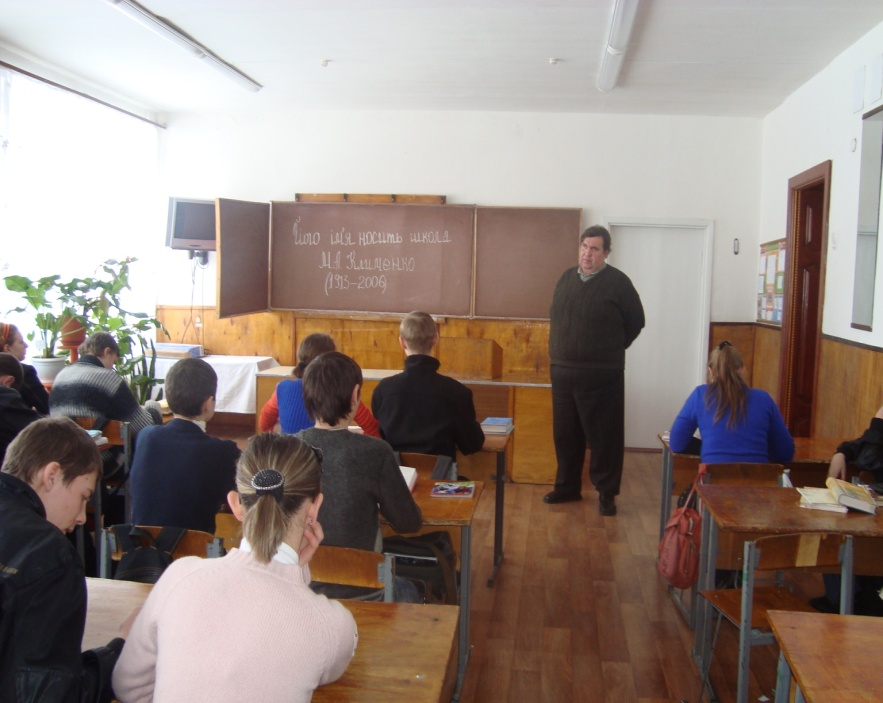 Чиє ім'я носить школа
М.А. Клименко
(1913-2006)